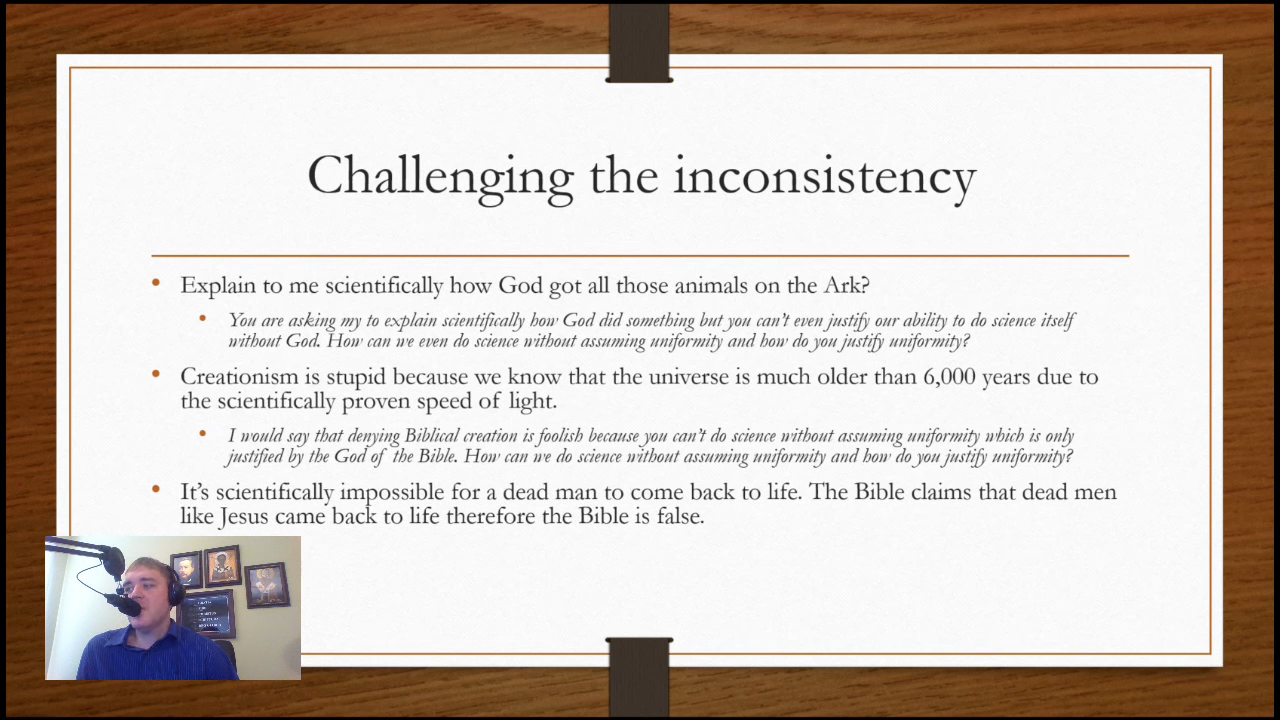 Challenging the inconsistency
• Explain to me scientifically how God got all those animals on the Ark?
• You are asking my to explain scientifically how God did something but you can't even justify our ability to do science itself
without God. How can we even do science without assuming uniformity and how do you justify uniformity?
• Creationism is stupid because we know that the universe is much older than 6,000 years due to
the scientifically proven speed of light.
• I would say that denying Biblical creation is foolish because you can't do science without assuming uniformity which is only
justified by the God of the Bible. How can we do science without assuming uniformity and how do you justify uniformity?
• It's scientifically impossible for a dead man to come back to life. The Bible claims that dead men
like Jesus came back to life therefore the Bible is false.